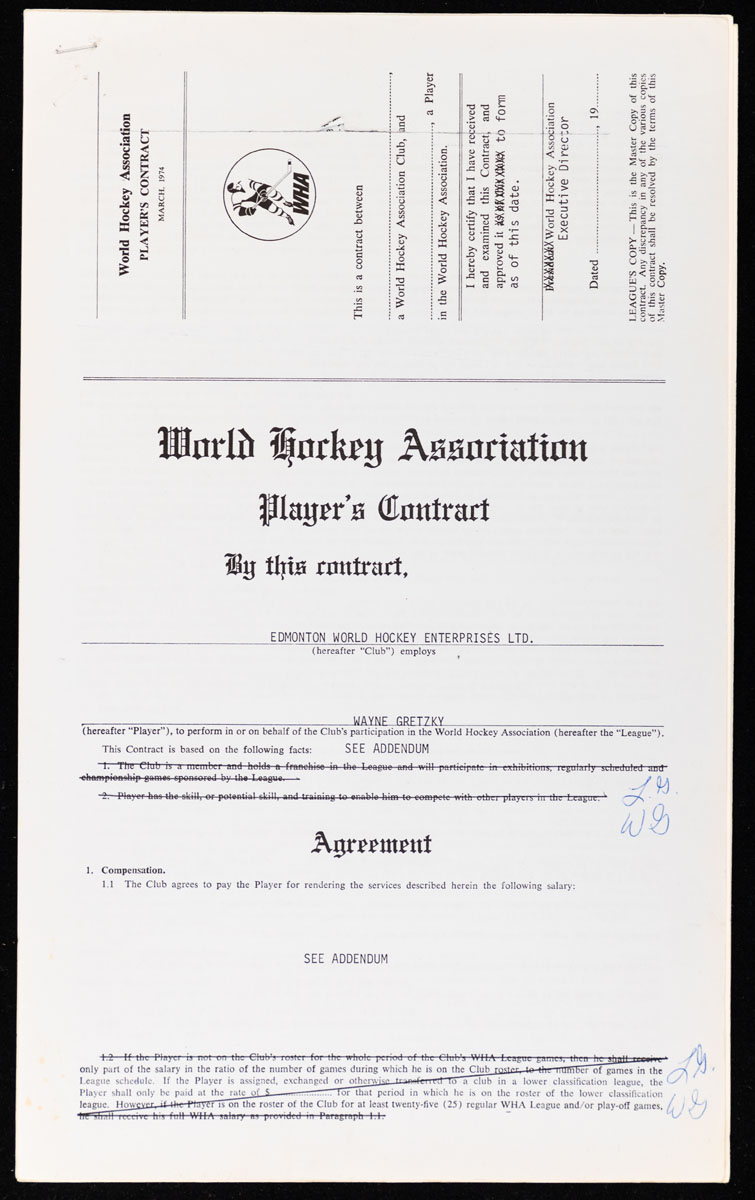 World Hockey Association
PLAYER'S CONTRACT
MARCH, 1974
WHA
This is a contract between
a World Hockey Association Club, and
, a Player
in the World Hockey Association.
I hereby certify that I have received
and examined this Contract, and
approved it to form
as of this date.
World Hockey Association
Executive Director
Dated ...................., 19........
LEAGUE'S COPY — This is the Master Copy of this
contract. Any discrepancy in any of the various copies
of this contract shall be resolved by the terms of this
Master Copy.
World Hockey Association
Player's Contract
By this contract,
EDMONTON WORLD HOCKEY ENTERPRISES LTD.
(hereafter "Club") employs
WAYNE GRETZKY
(hereafter "Player"), to perform in or on behalf of the Club's participation in the World Hockey Association (hereafter the "League").
This Contract is based on the following facts: SEE ADDENDUM
1. The Club is a member and holds a franchise in the League and will participate in exhibitions, regularly scheduled and
championship games sponsored by the League.
2. Player has the skill, or potential skill, and training to enable him to compete with other players in the League.
L.G.
WG
Agreement
1. Compensation.
1.1 The Club agrees to pay the Player for rendering the services described herein the following salary:
SEE ADDENDUM
1.2 If the Player is not on the Club's roster for the whole period of the Club's WHA League games, then he shall receive
only part of the salary in the ratio of the number of games during which he is on the Club roster, to the number of games in the
League schedule. If the Player is assigned, exchanged or otherwise transferred to a club in a lower classification league, the
Player shall only be paid at the rate of $.................... for that period in which he is on the roster of the lower classification
league. However, if the Player is on the roster of the Club for at least twenty-five (25) regular WHA League and/or play-off games,
he shall receive his full WHA salary as provided in Paragraph 1.1.
L.G.
WG